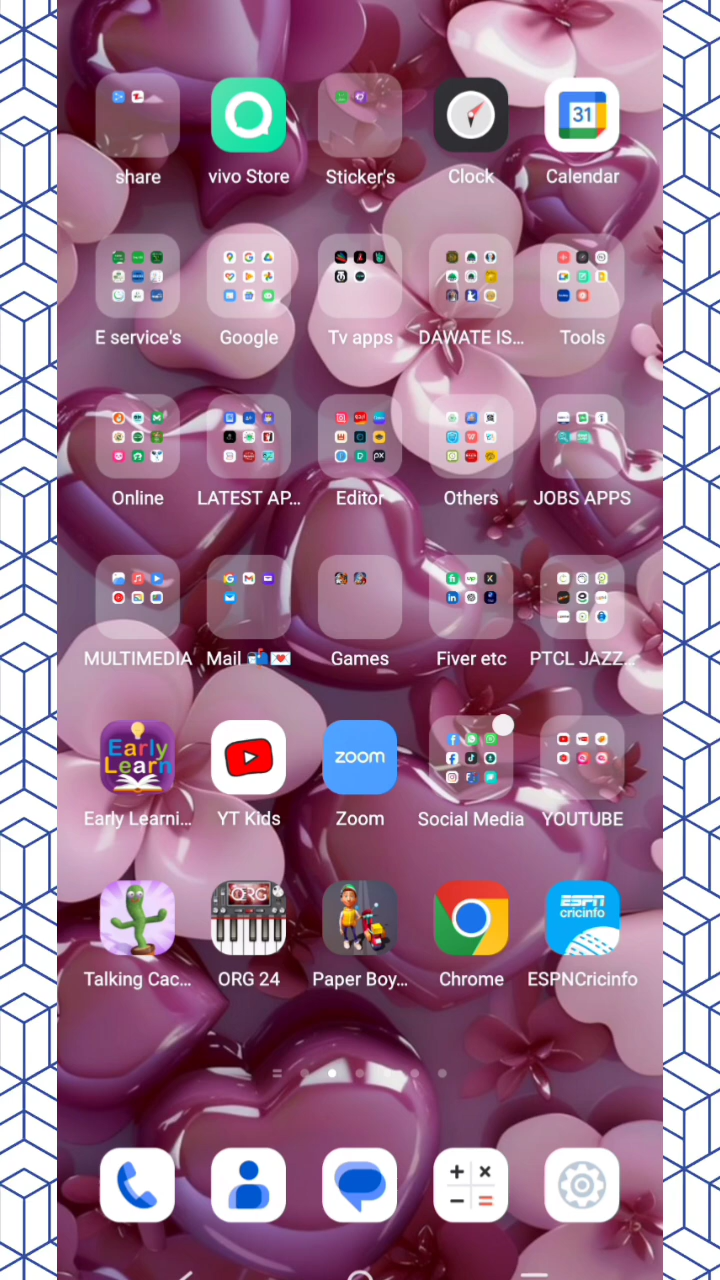 share
vivo Store
Sticker's
Clock
31
Calendar
E service's
Google
Tv apps
DAWATE IS...
Tools
Online
LATEST AP...
Editor
Others
JOBS APPS
MULTIMEDIA
Mail 📬💌
Games
Fiver etc
PTCL JAZZ...
Early
Learn
zoom
Early Learni...
YT Kids
Zoom
Social Media
YOUTUBE
ORG
ESPN
cricinfo
Talking Cac...
ORG 24
Paper Boy...
Chrome
ESPNCricinfo